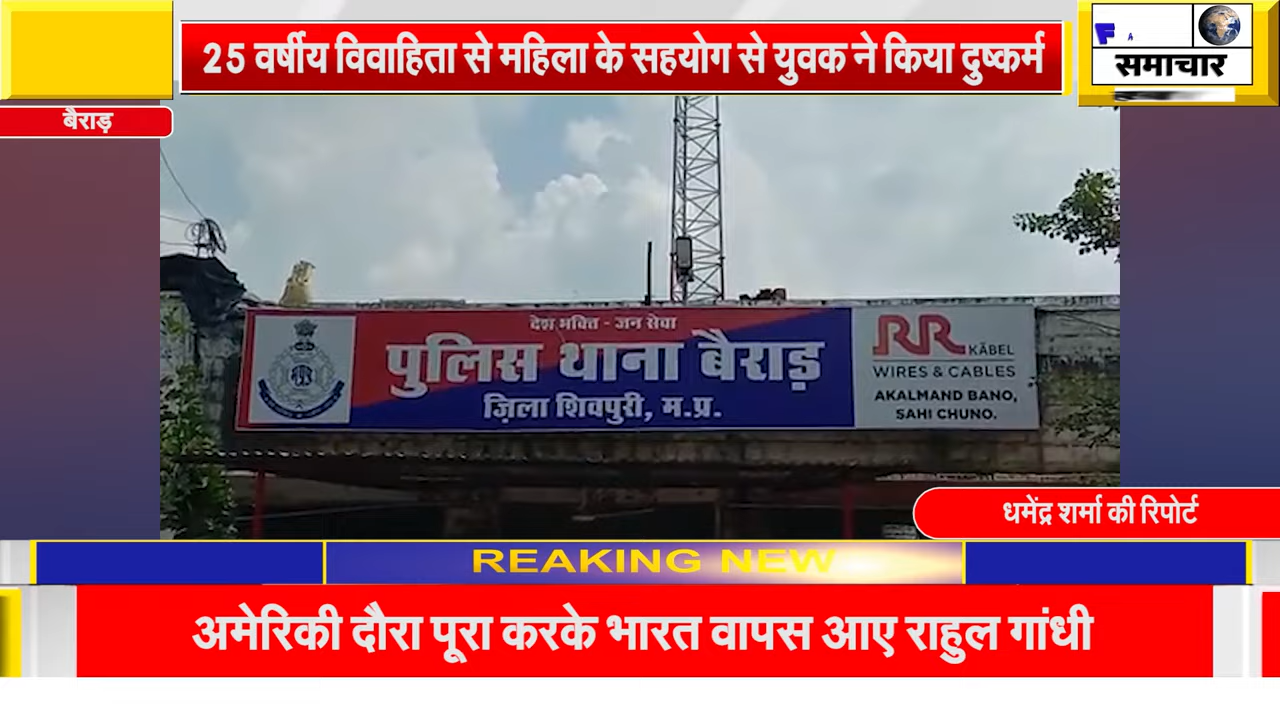 25 वर्षीय विवाहिता से महिला के सहयोग से युवक ने किया दुष्कर्म
समाचार
बैराड़
देश भक्ति - जन सेवा
पुलिस थाना बैराड़
ज़िला शिवपुरी, म.प्र.
RR
KÄBEL
WIRES & CABLES
AKALMAND BANO,
SAHI CHUNO.
धमेंद्र शर्मा की रिपोर्ट
REAKING NEW
अमेरिकी दौरा पूरा करके भारत वापस आए राहुल गांधी